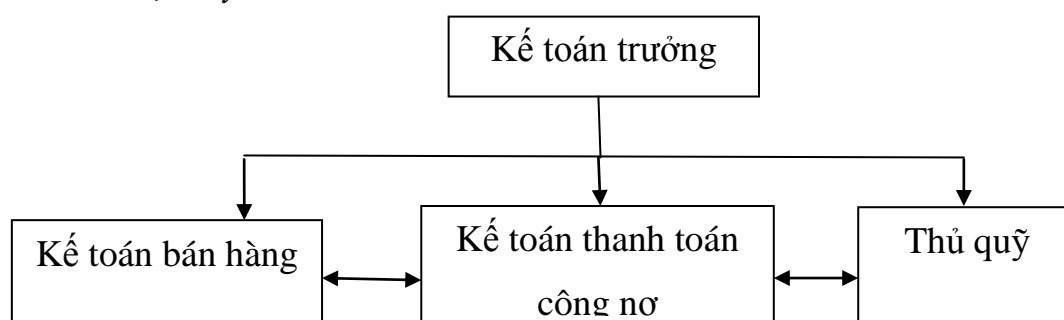 Kế toán trưởng
Kế toán bán hàng
Kế toán thanh toán
công nợ
Thủ quỹ